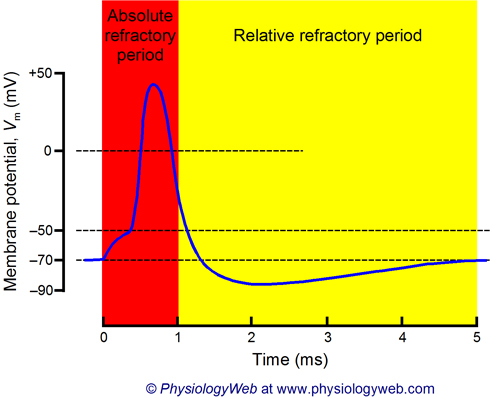 Absolute
refractory
period
Relative refractory period
Membrane potential, Vm (mV)
+50
0
−50
−70
−90
0 1 2 3 4 5
Time (ms)
© PhysiologyWeb at www.physiologyweb.com